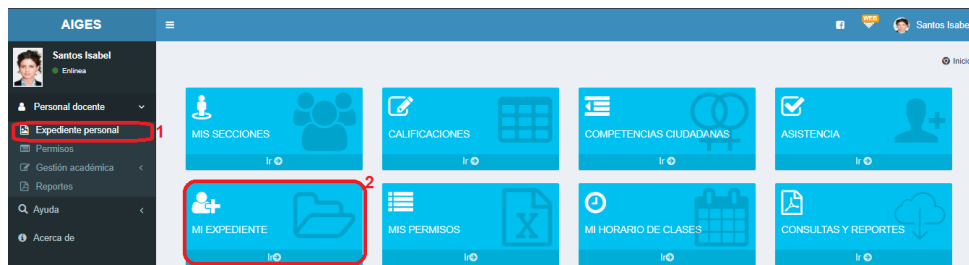 AIGES
WEB
Santos Isabe
Santos Isabel
Enlinea
Inicio
Personal docente
Expediente personal
1
Permisos
Gestión académica
Reportes
Ayuda
Acerca de
MIS SECCIONES
Ir
CALIFICACIONES
Ir
COMPETENCIAS CIUDADANAS
Ir
ASISTENCIA
Ir
2
MI EXPEDIENTE
Ir
MIS PERMISOS
Ir
MI HORARIO DE CLASES
Ir
CONSULTAS Y REPORTES
Ir